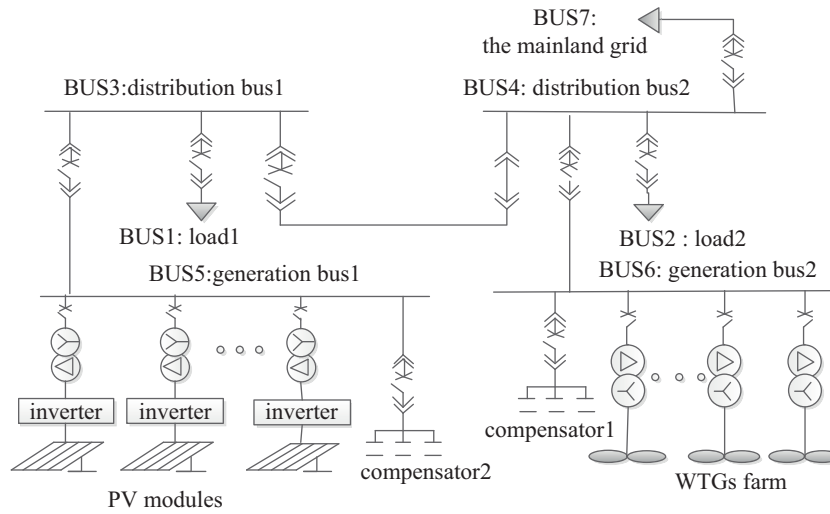 BUS7:
the mainland grid
BUS3:distribution bus1
BUS4: distribution bus2
BUS1: load1
BUS2 : load2
BUS5:generation bus1
BUS6: generation bus2
inverter
inverter
inverter
compensator1
compensator2
PV modules
WTGs farm